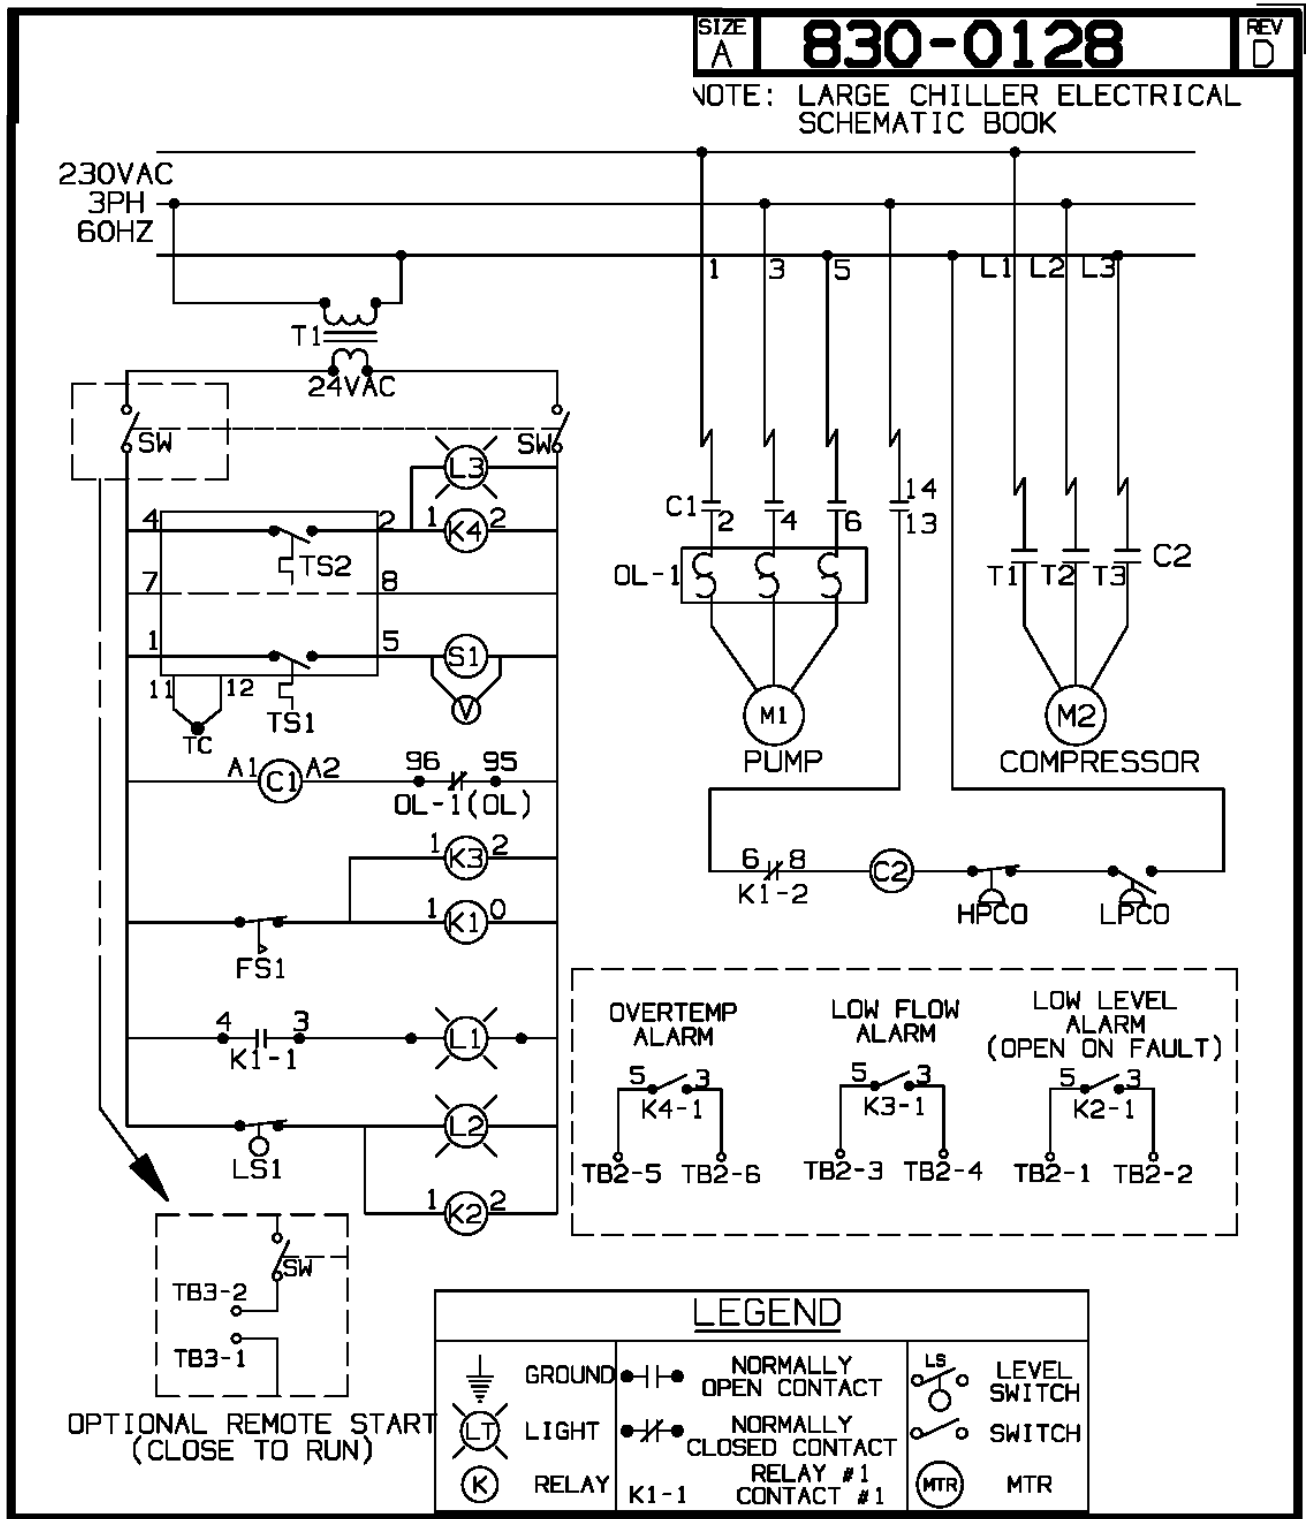 SIZE
A
830-0128
REV
D
NOTE: LARGE CHILLER ELECTRICAL
SCHEMATIC BOOK
230VAC
3PH
60HZ
1 3 5 L1 L2 L3
T1
24VAC
SW SW
L3
4 2 1 K4 2
TS2
7 8
1 5 S1
11 12 V
TS1
TC
A1 C1 A2 96 95
OL-1(OL)
1 K3 2
1 K1 0
FS1
4 3 L1
K1-1
L2
LS1
1 K2 2
C1 2 4 6
14
13
OL-1
T1 T2 T3 C2
M1
PUMP
M2
COMPRESSOR
6 8 C2
K1-2 HPCO LPCO
OVERTEMP
ALARM
5 3
K4-1
TB2-5 TB2-6
LOW FLOW
ALARM
5 3
K3-1
TB2-3 TB2-4
LOW LEVEL
ALARM
(OPEN ON FAULT)
5 3
K2-1
TB2-1 TB2-2
SW
TB3-2
TB3-1
OPTIONAL REMOTE START
(CLOSE TO RUN)
LEGEND
GROUND
LT LIGHT
K RELAY
NORMALLY
OPEN CONTACT
NORMALLY
CLOSED CONTACT
K1-1 RELAY #1
CONTACT #1
LS LEVEL
SWITCH
SWITCH
MTR MTR